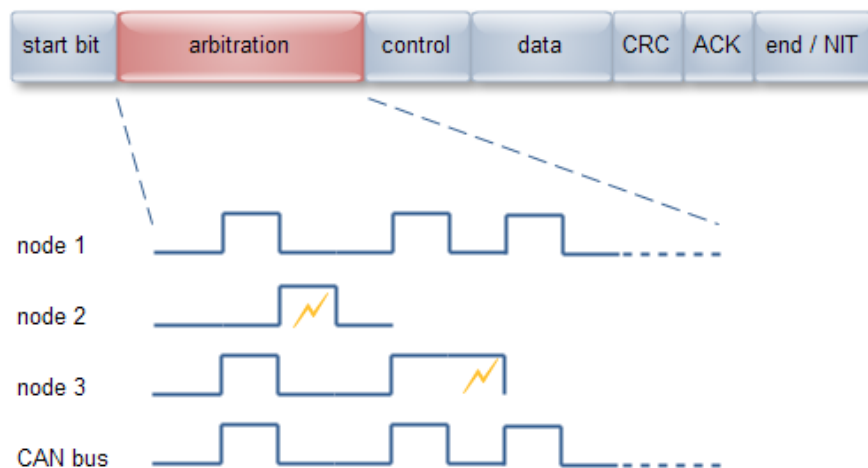 start bit arbitration control data CRC ACK end / NIT
node 1
node 2
node 3
CAN bus